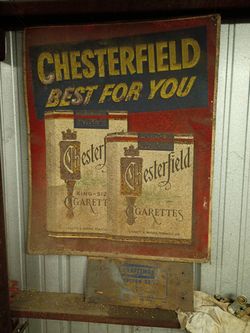 CHESTERFIELD
BEST FOR YOU
Chesterfield
KING-SIZE
CIGARETTES
Chesterfield
CIGARETTES